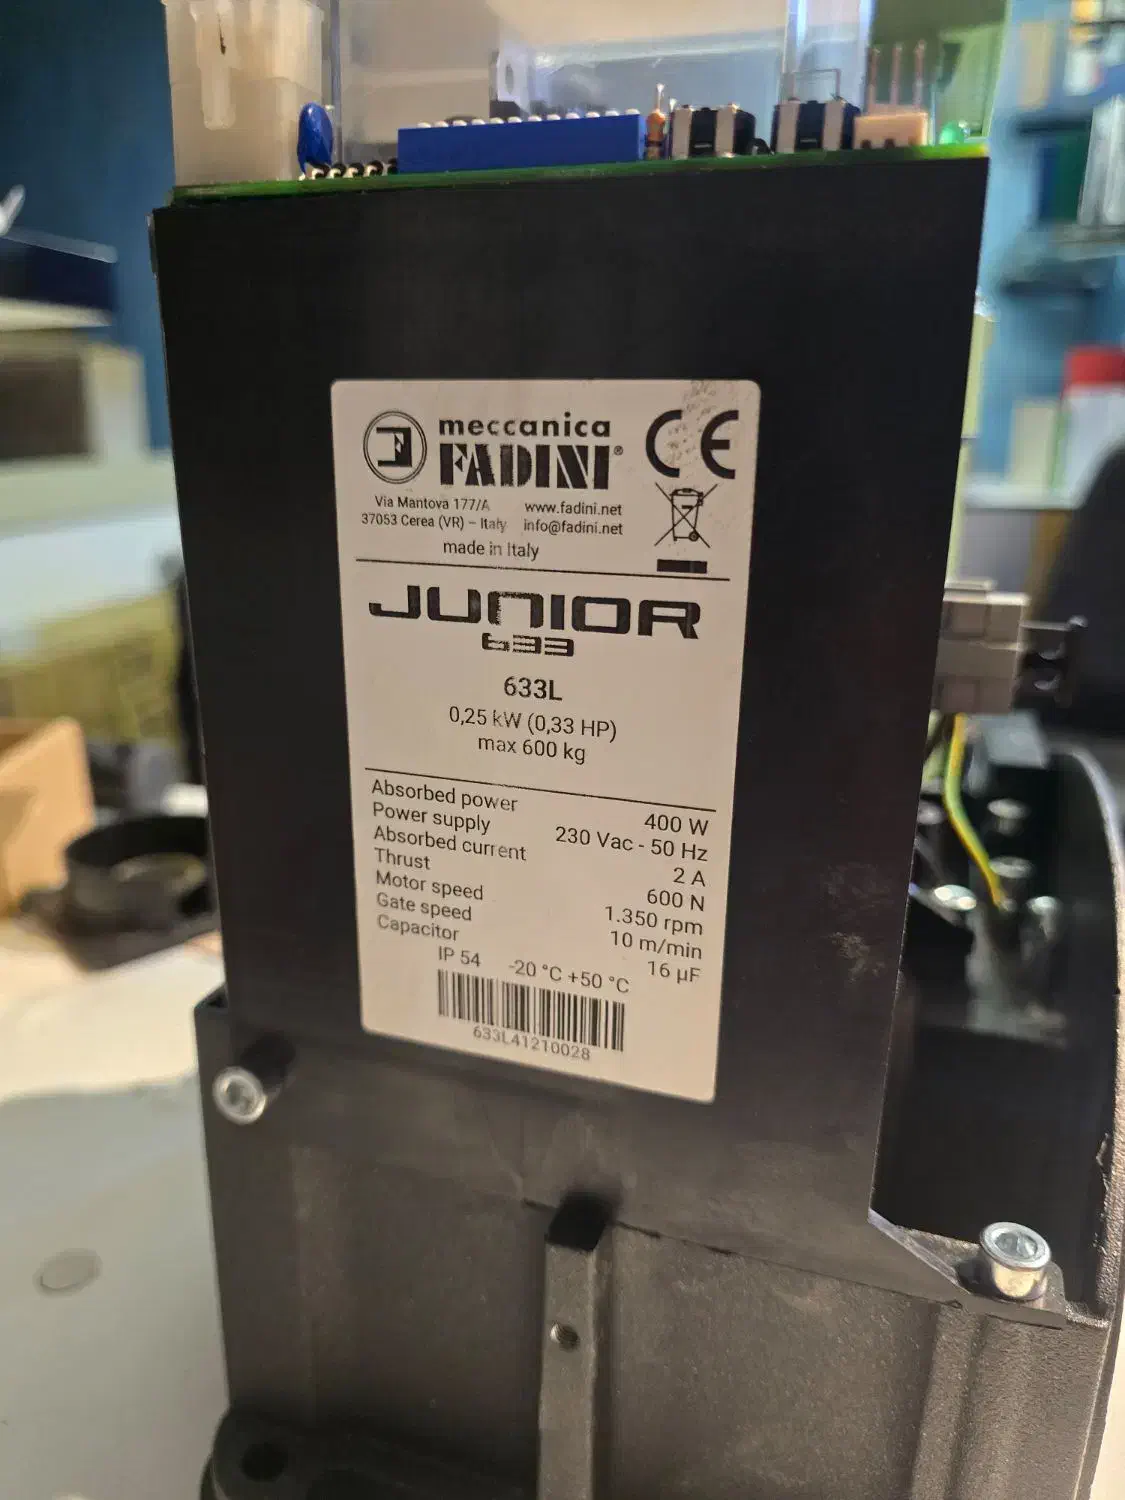 F
meccanica
FADINI®
CE
Via Mantova 177/A
37053 Cerea (VR) – Italy
www.fadini.net
info@fadini.net
made in Italy
JUNIOR
633
633L
0,25 kW (0,33 HP)
max 600 kg
Absorbed power 400 W
Power supply 230 Vac - 50 Hz
Absorbed current 2 A
Thrust 600 N
Motor speed 1.350 rpm
Gate speed 10 m/min
Capacitor 16 µF
IP 54 -20 °C +50 °C
633L41210028